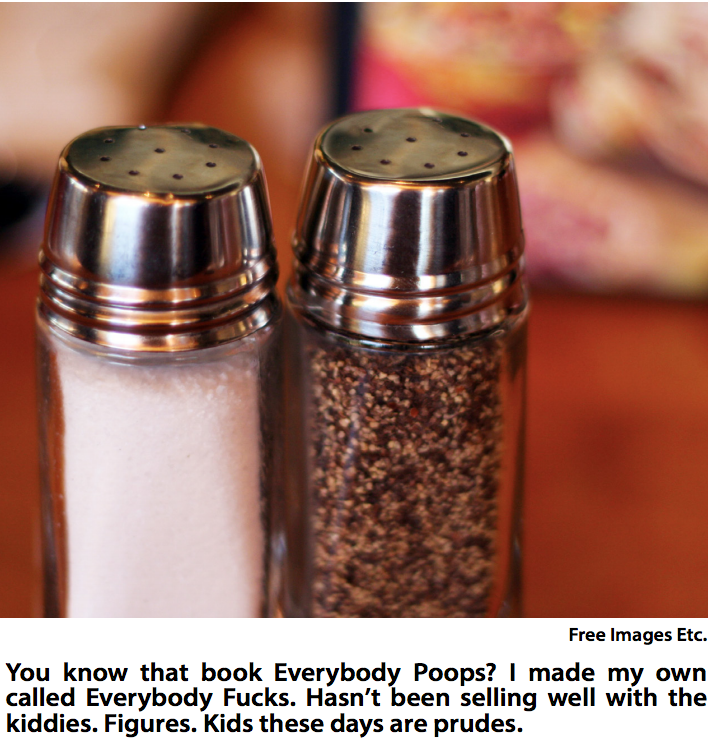 Free Images Etc.
You know that book Everybody Poops? I made my own
called Everybody Fucks. Hasn't been selling well with the
kiddies. Figures. Kids these days are prudes.